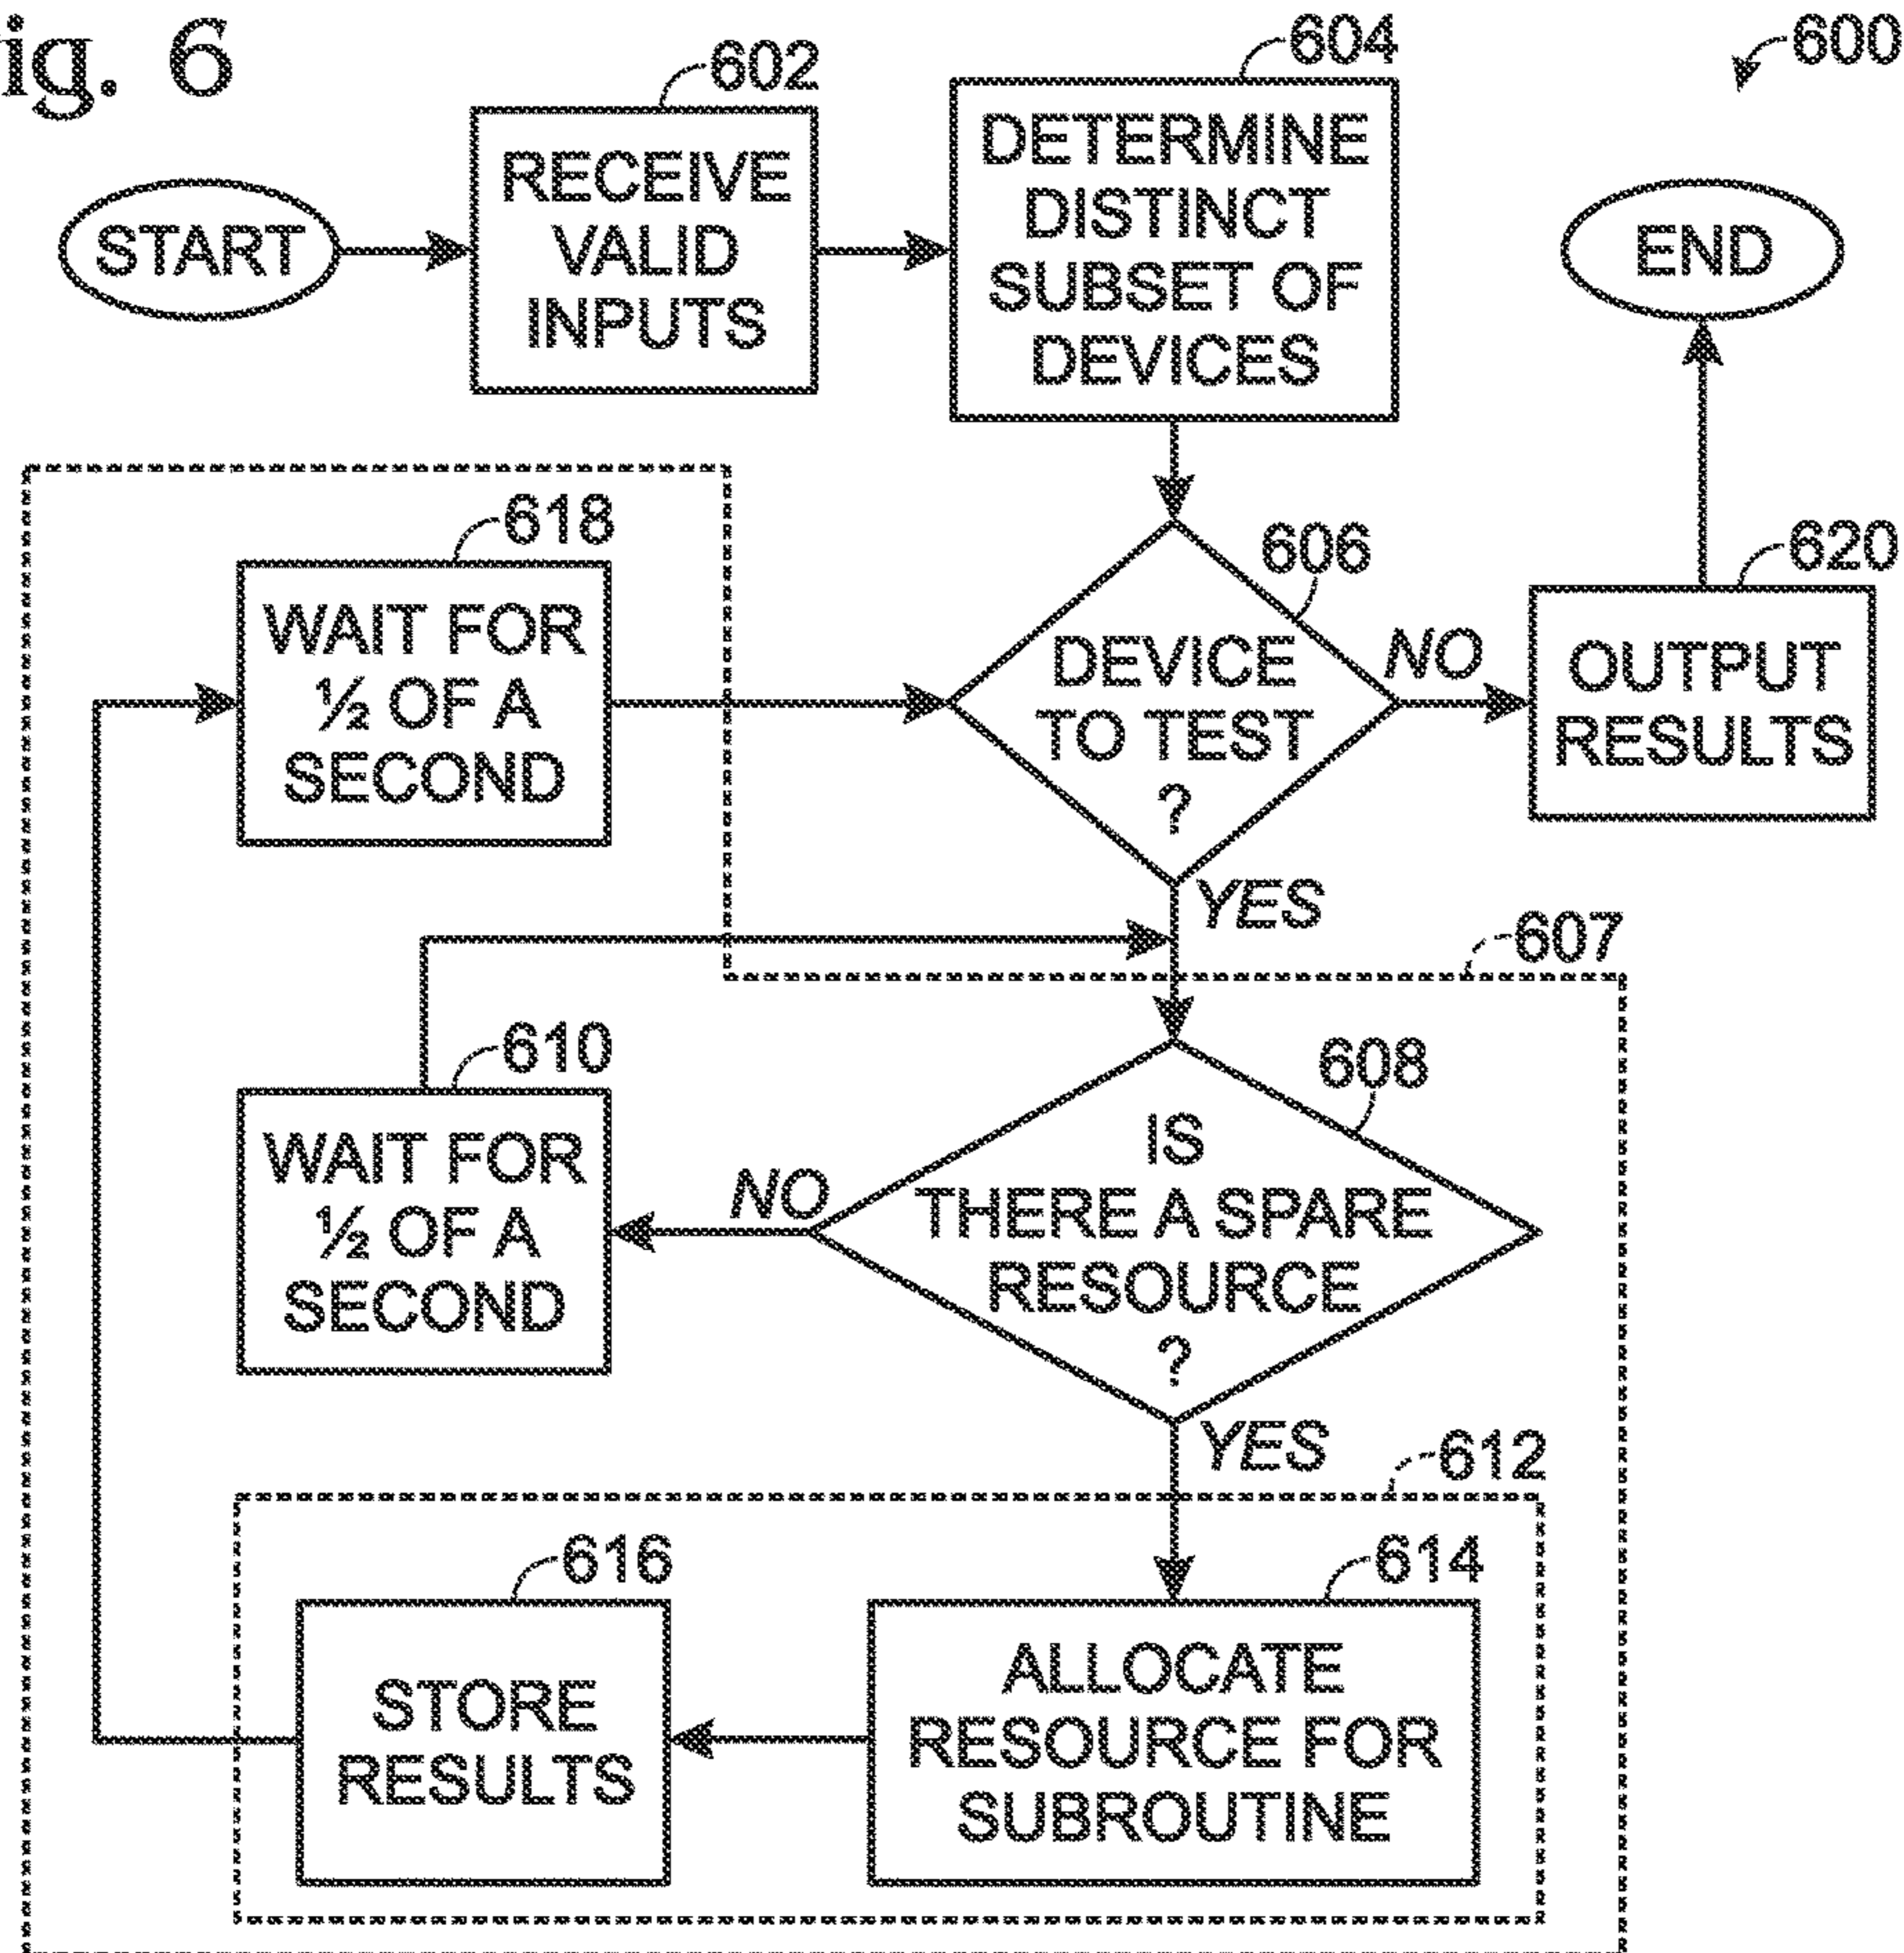 ig. 6
600
602
604
START
RECEIVE
VALID
INPUTS
DETERMINE
DISTINCT
SUBSET OF
DEVICES
END
618
606
620
WAIT FOR
½ OF A
SECOND
DEVICE
TO TEST
?
NO
OUTPUT
RESULTS
YES
607
610
608
WAIT FOR
½ OF A
SECOND
NO
IS
THERE A SPARE
RESOURCE
?
YES
612
616
614
STORE
RESULTS
ALLOCATE
RESOURCE FOR
SUBROUTINE